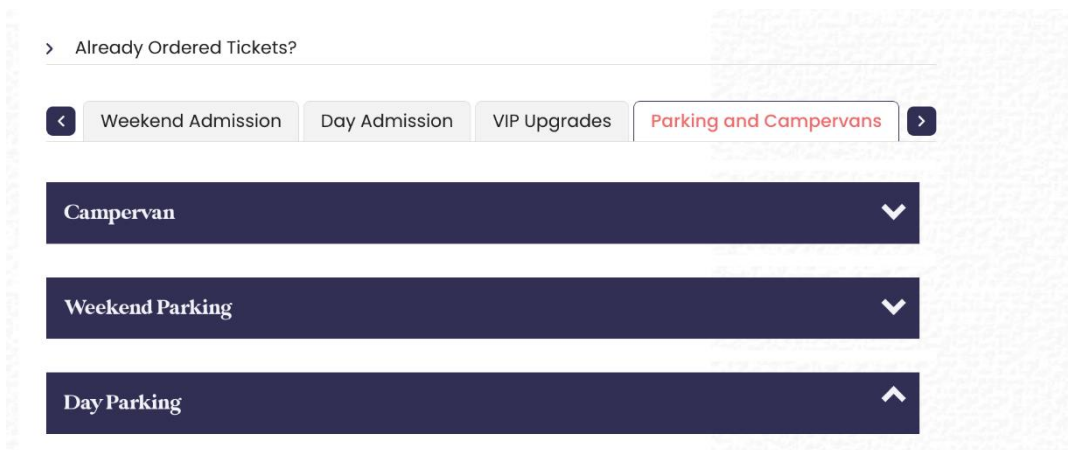 Already Ordered Tickets?
Weekend Admission Day Admission VIP Upgrades Parking and Campervans
Campervan
Weekend Parking
Day Parking